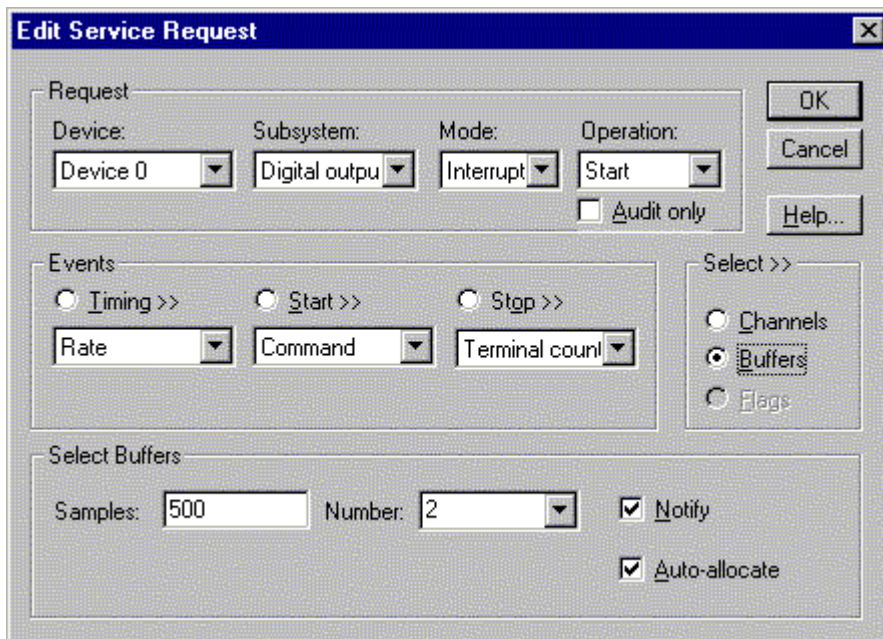 Edit Service Request
Request
Device: Subsystem: Mode: Operation:
Device 0 Digital outpu Interrupt Start
Audit only
OK
Cancel
Help...
Events
Timing >> Start >> Stop >>
Rate Command Terminal count
Select >>
Channels
Buffers
Flags
Select Buffers
Samples: 500 Number: 2
Notify
Auto-allocate